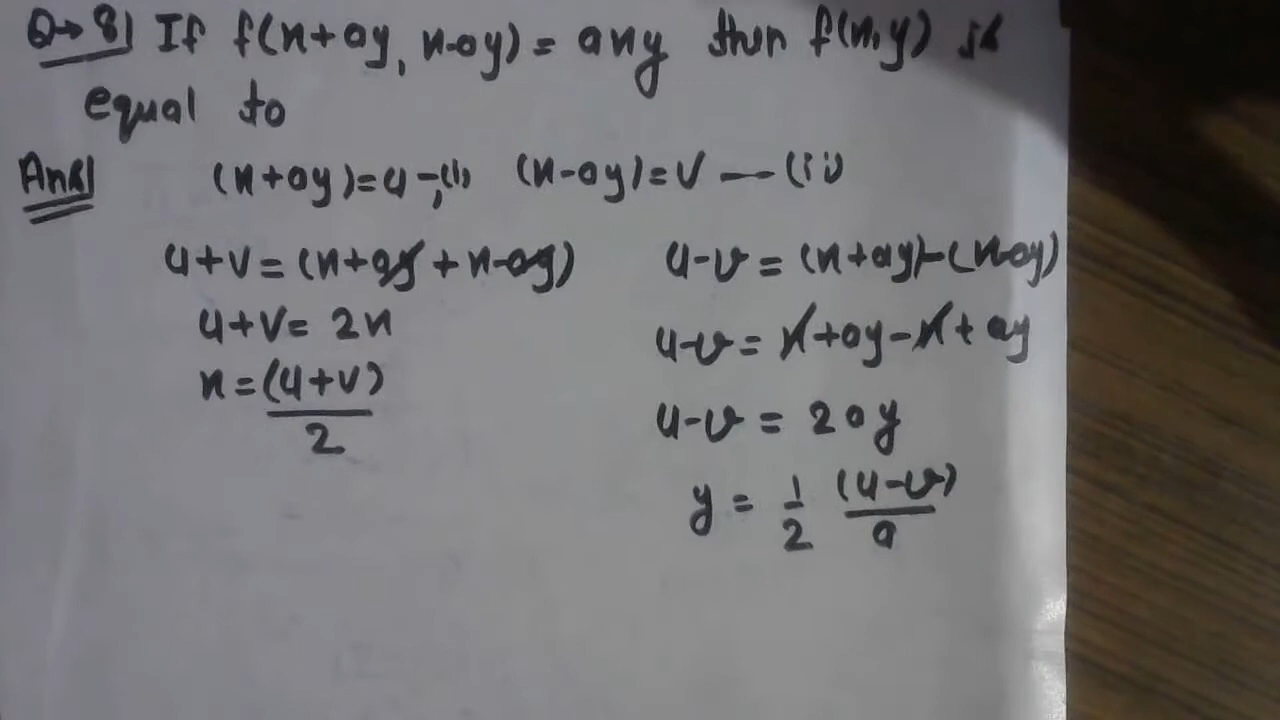 Q→8) If f(x+ay, x-ay) = axy then f(x,y) is
equal to
Ans) (x+ay)=u -(i), (x-ay)=v — (ii)
u+v = (x+ay + x-ay) u-v = (x+ay)-(x-ay)
u+v = 2x u-v = x+ay-x+ay
x = (u+v)/2 u-v = 2ay
y = 1/2 (u-v)/a